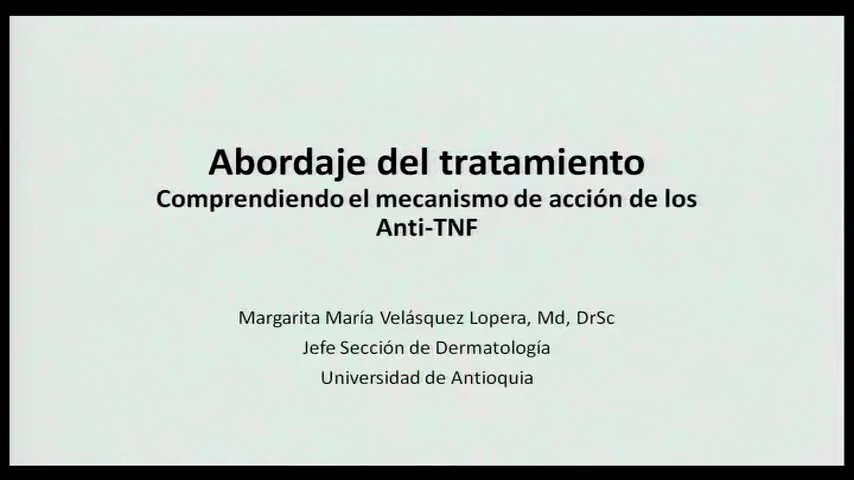 Abordaje del tratamiento
Comprendiendo el mecanismo de acción de los
Anti-TNF
Margarita María Velásquez Lopera, Md, DrSc
Jefe Sección de Dermatología
Universidad de Antioquia